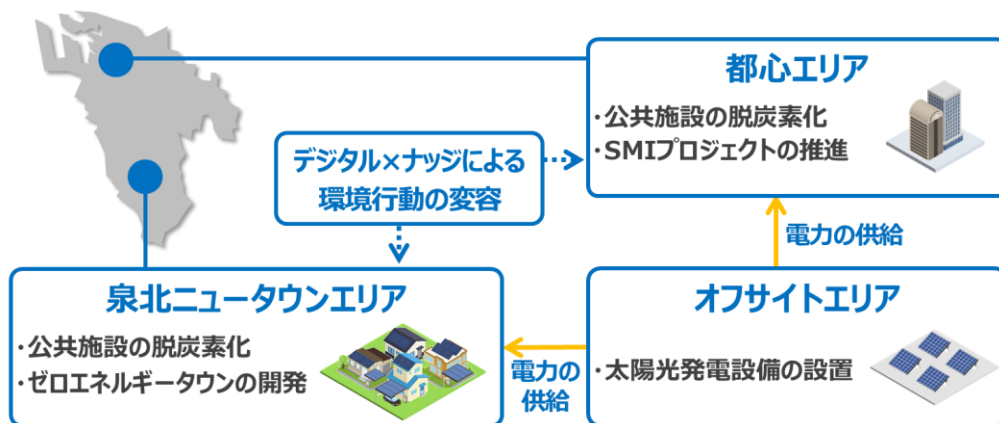 都心エリア
・公共施設の脱炭素化
・SMIプロジェクトの推進
デジタル×ナッジによる
環境行動の変容
電力の供給
泉北ニュータウンエリア
・公共施設の脱炭素化
・ゼロエネルギータウンの開発
電力の
供給
オフサイトエリア
・太陽光発電設備の設置